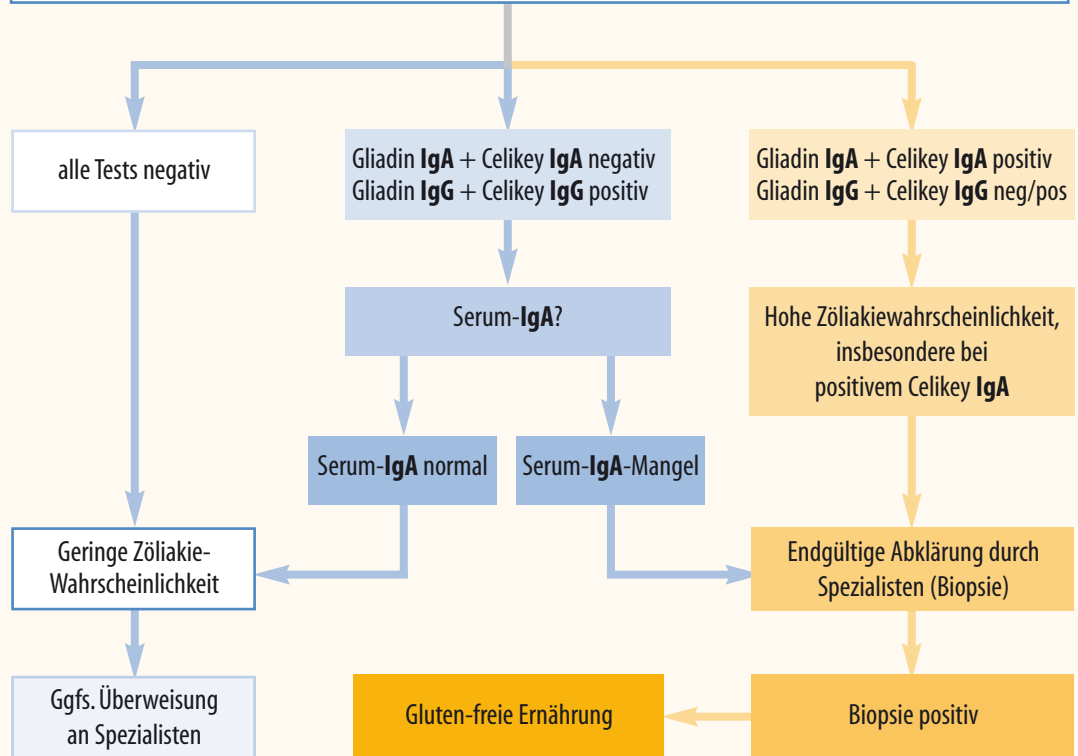 alle Tests negativ
Gliadin IgA + Celikey IgA negativ
Gliadin IgG + Celikey IgG positiv
Gliadin IgA + Celikey IgA positiv
Gliadin IgG + Celikey IgG neg/pos
Serum-IgA?
Hohe Zöliakiewahrscheinlichkeit,
insbesondere bei
positivem Celikey IgA
Serum-IgA normal
Serum-IgA-Mangel
Geringe Zöliakie-
Wahrscheinlichkeit
Endgültige Abklärung durch
Spezialisten (Biopsie)
Ggfs. Überweisung
an Spezialisten
Gluten-freie Ernährung
Biopsie positiv